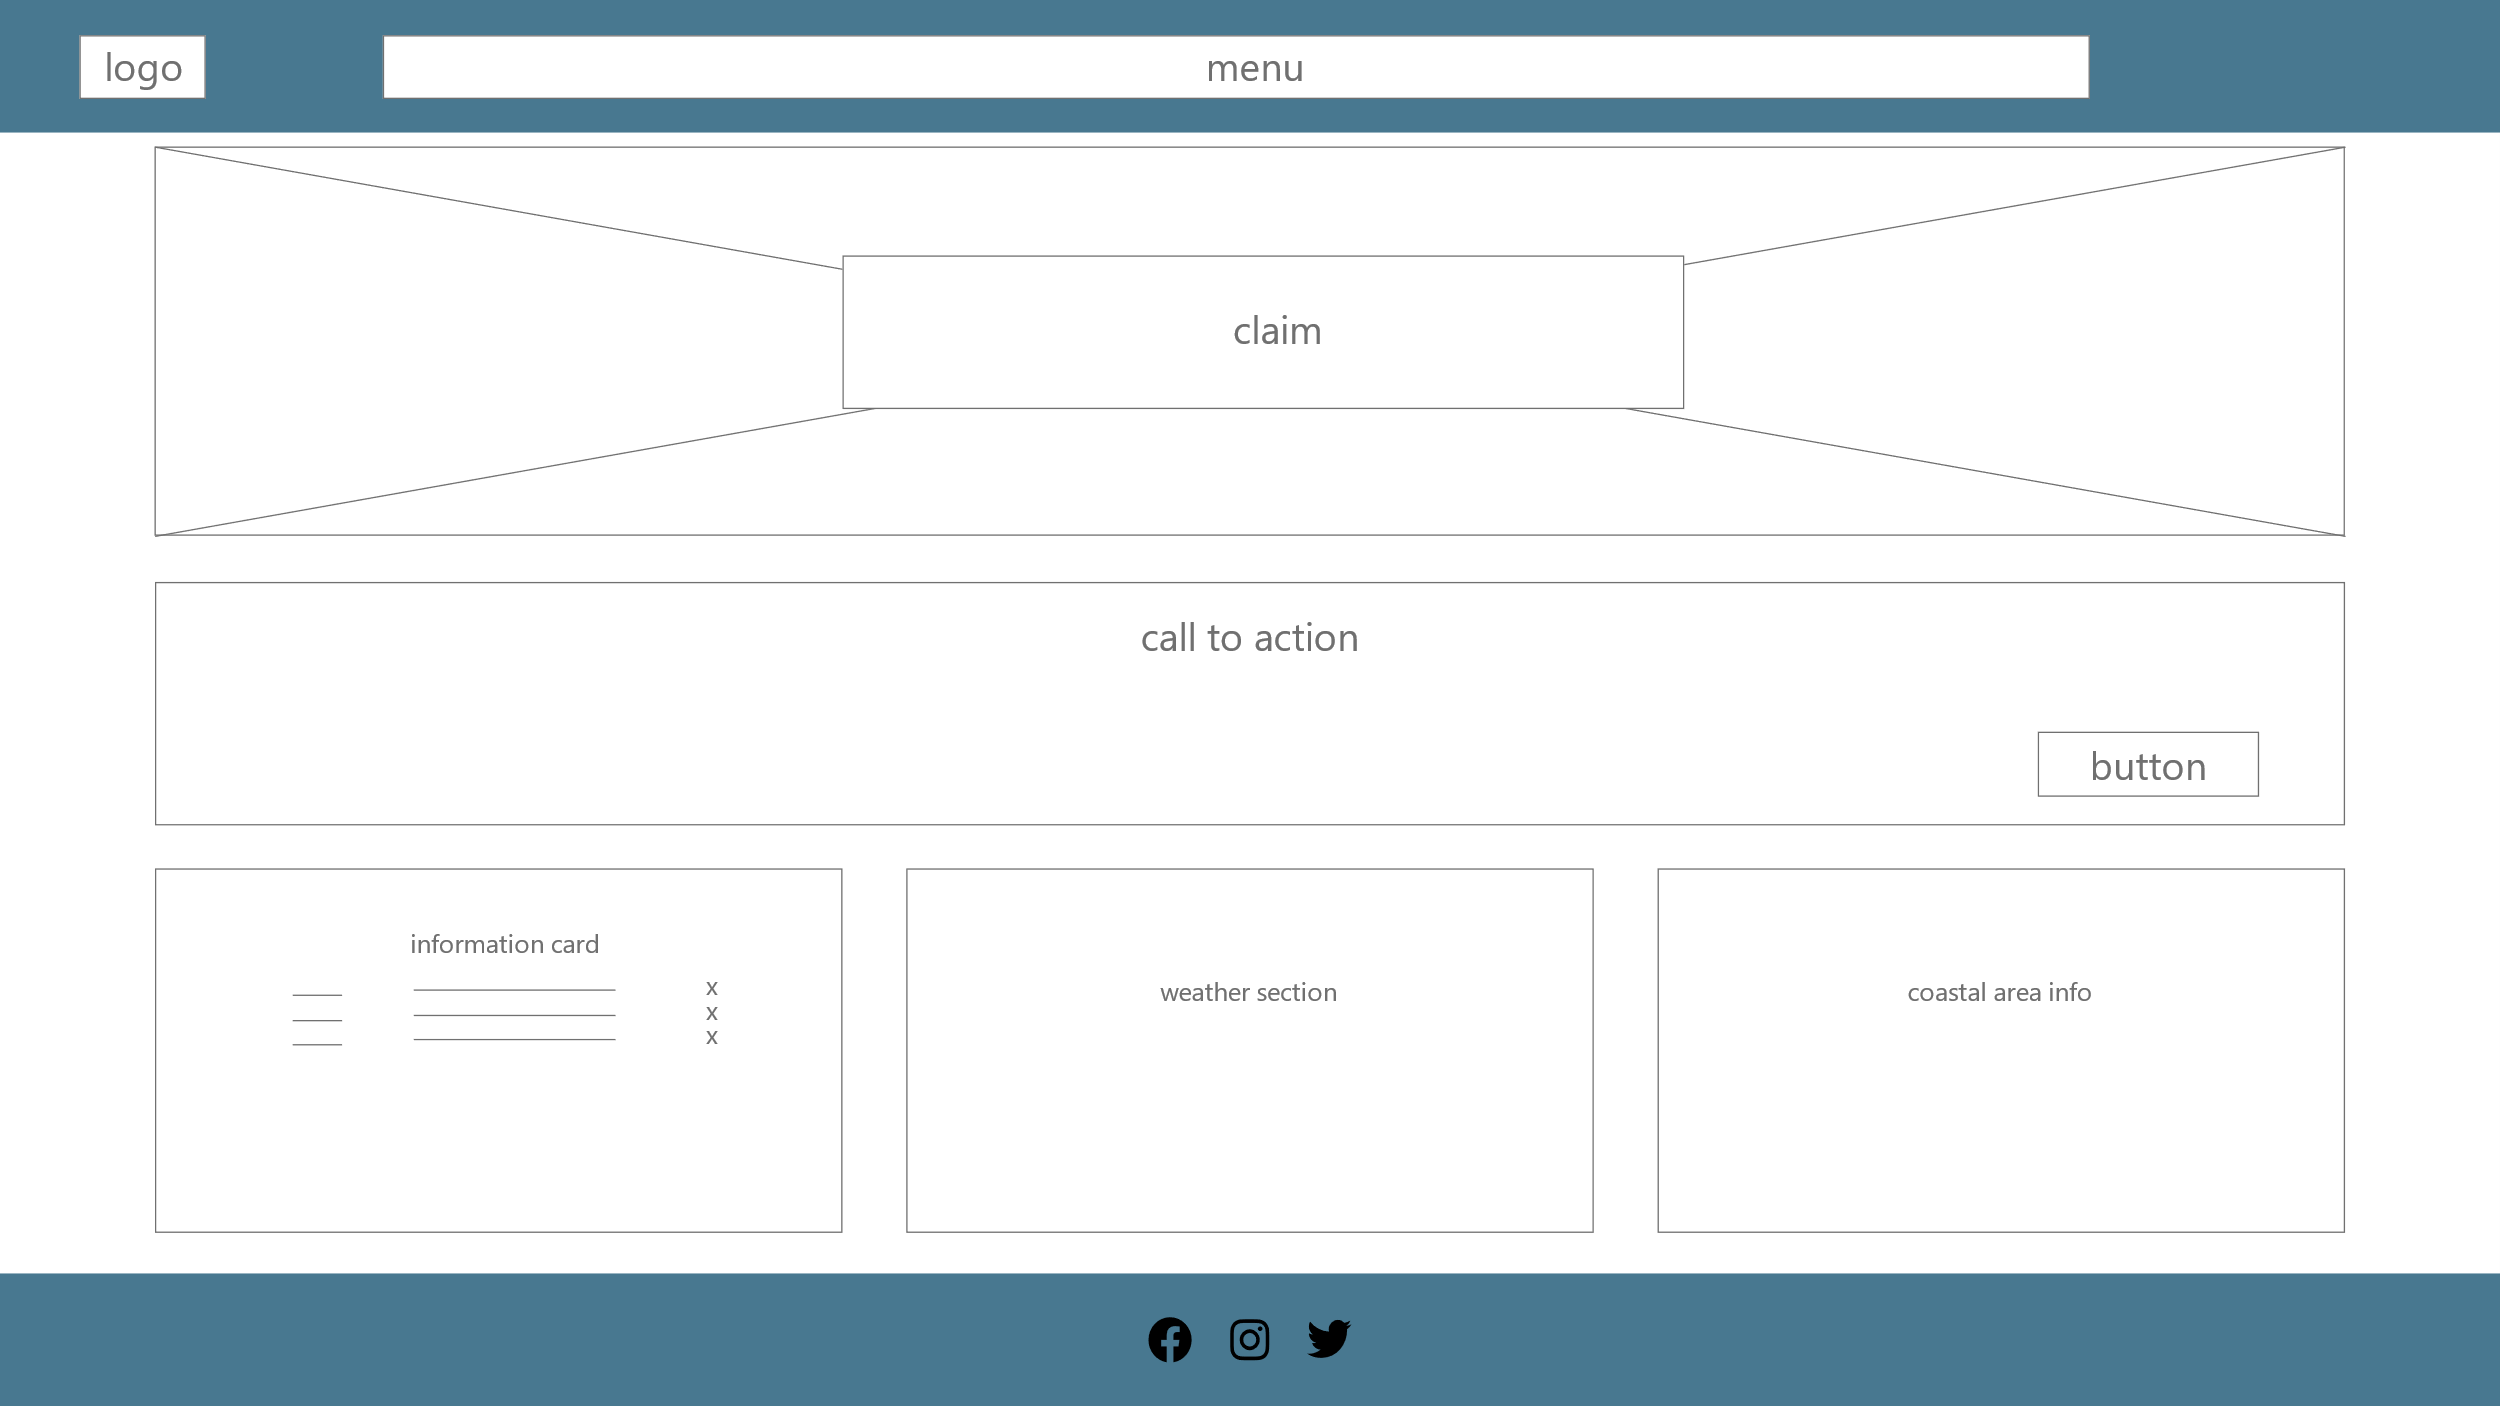 logo
menu
claim
call to action
button
information card
x
x
x
weather section
coastal area info